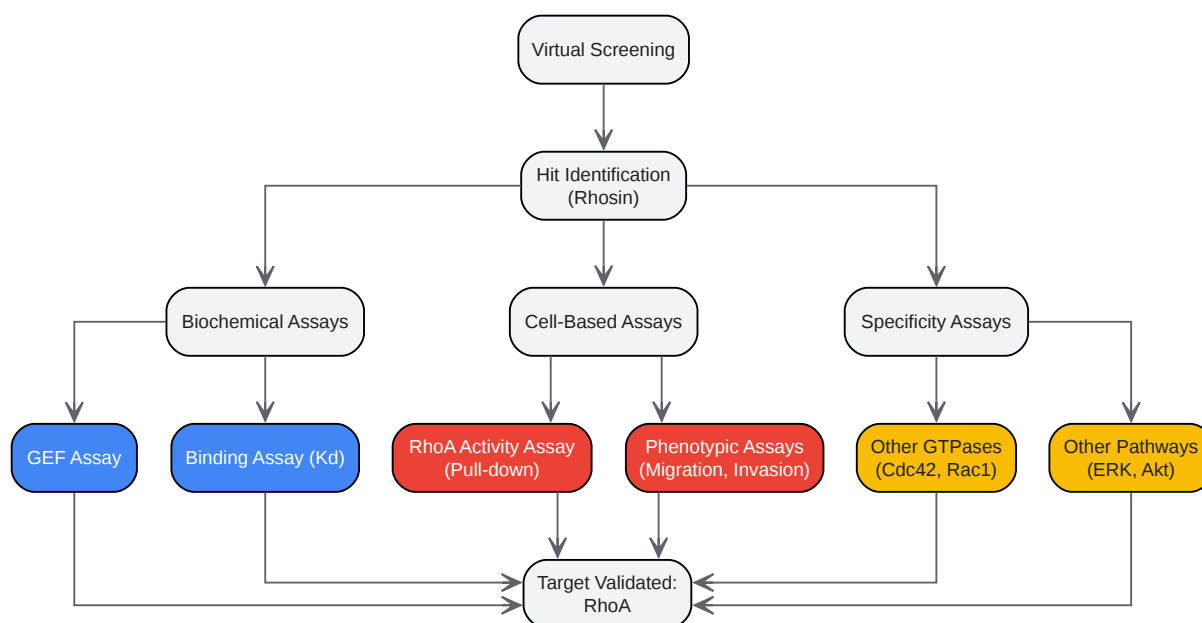 Virtual Screening
Hit Identification
(Rhosin)
Biochemical Assays
Cell-Based Assays
Specificity Assays
GEF Assay
Binding Assay (Kd)
RhoA Activity Assay
(Pull-down)
Phenotypic Assays
(Migration, Invasion)
Other GTPases
(Cdc42, Rac1)
Other Pathways
(ERK, Akt)
Target Validated:
RhoA